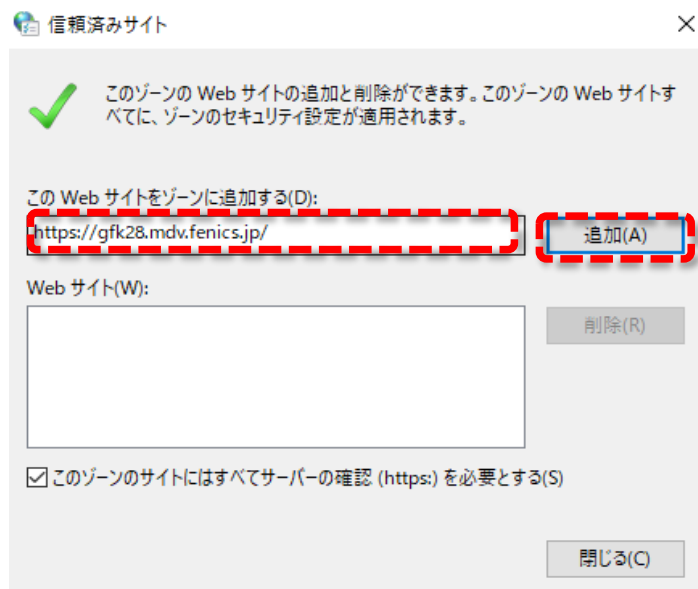 信頼済みサイト
このゾーンの Web サイトの追加と削除ができます。このゾーンの Web サイトす
べてに、ゾーンのセキュリティ設定が適用されます。
この Web サイトをゾーンに追加する(D):
https://gfk28.mdv.fenics.jp/
追加(A)
Web サイト(W):
削除(R)
このゾーンのサイトにはすべてサーバーの確認 (https:) を必要とする(S)
閉じる(C)